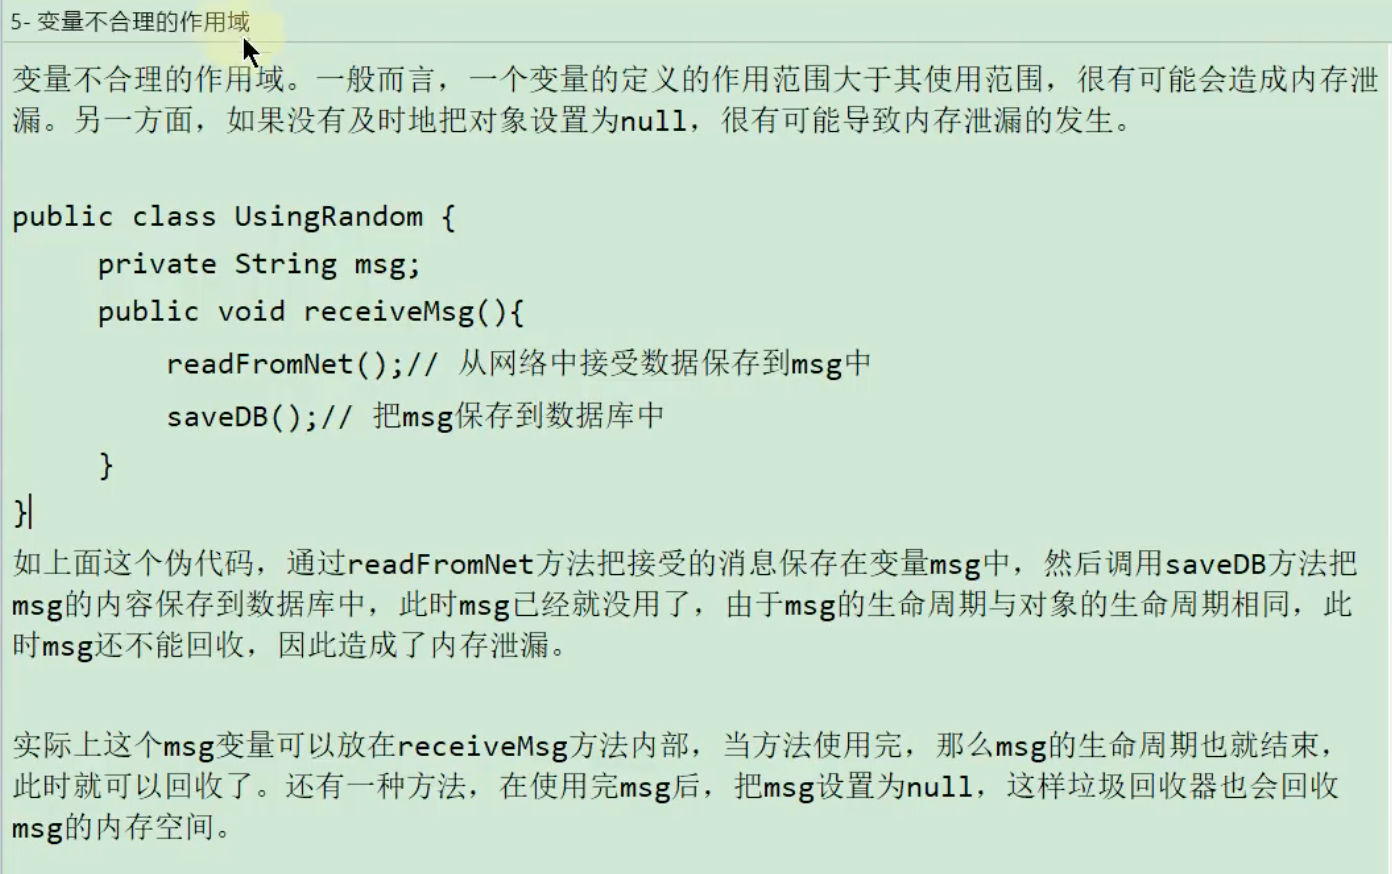 5- 变量不合理的作用域
变量不合理的作用域。一般而言，一个变量的定义的作用范围大于其使用范围，很有可能会造成内存泄
漏。另一方面，如果没有及时地把对象设置为null，很有可能导致内存泄漏的发生。
public class UsingRandom {
private String msg;
public void receiveMsg(){
readFromNet();// 从网络中接受数据保存到msg中
saveDB();// 把msg保存到数据库中
}
}
如上面这个伪代码，通过readFromNet方法把接受的消息保存在变量msg中，然后调用saveDB方法把
msg的内容保存到数据库中，此时msg已经就没用了，由于msg的生命周期与对象的生命周期相同，此
时msg还不能回收，因此造成了内存泄漏。
实际上这个msg变量可以放在receiveMsg方法内部，当方法使用完，那么msg的生命周期也就结束，
此时就可以回收了。还有一种方法，在使用完msg后，把msg设置为null，这样垃圾回收器也会回收
msg的内存空间。